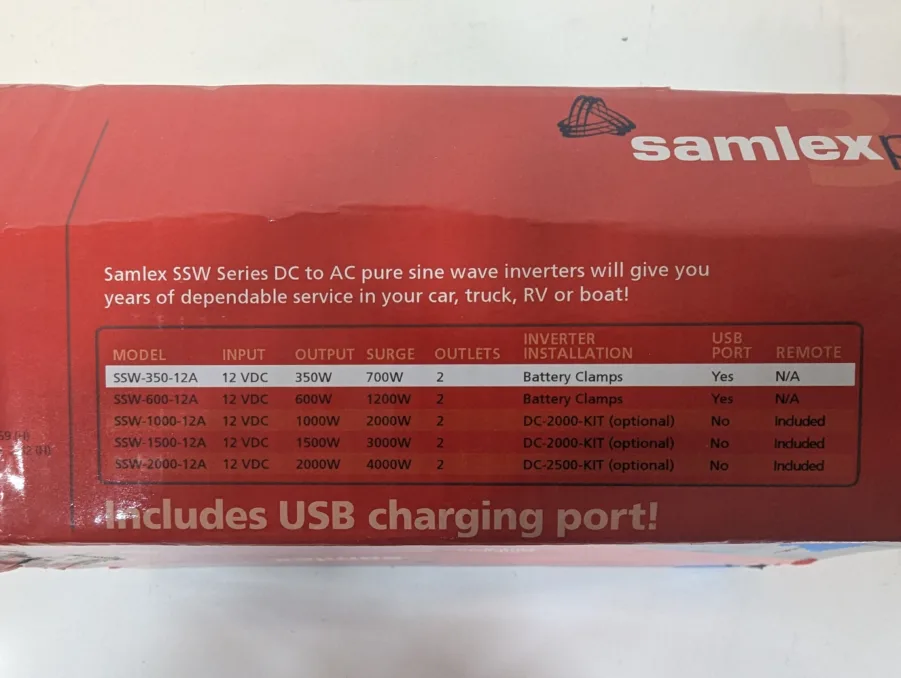 samlex
Samlex SSW Series DC to AC pure sine wave inverters will give you
years of dependable service in your car, truck, RV or boat!
MODEL INPUT OUTPUT SURGE OUTLETS INVERTER INSTALLATION USB PORT REMOTE
SSW-350-12A 12 VDC 350W 700W 2 Battery Clamps Yes N/A
SSW-600-12A 12 VDC 600W 1200W 2 Battery Clamps Yes N/A
SSW-1000-12A 12 VDC 1000W 2000W 2 DC-2000-KIT (optional) No Included
SSW-1500-12A 12 VDC 1500W 3000W 2 DC-2000-KIT (optional) No Included
SSW-2000-12A 12 VDC 2000W 4000W 2 DC-2500-KIT (optional) No Included
Includes USB charging port!